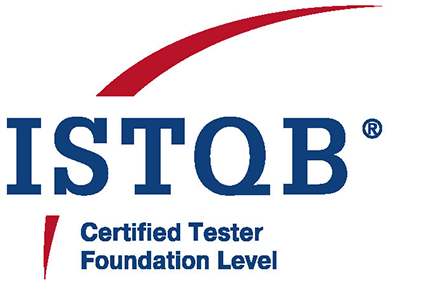 ISTQB®
Certified Tester
Foundation Level